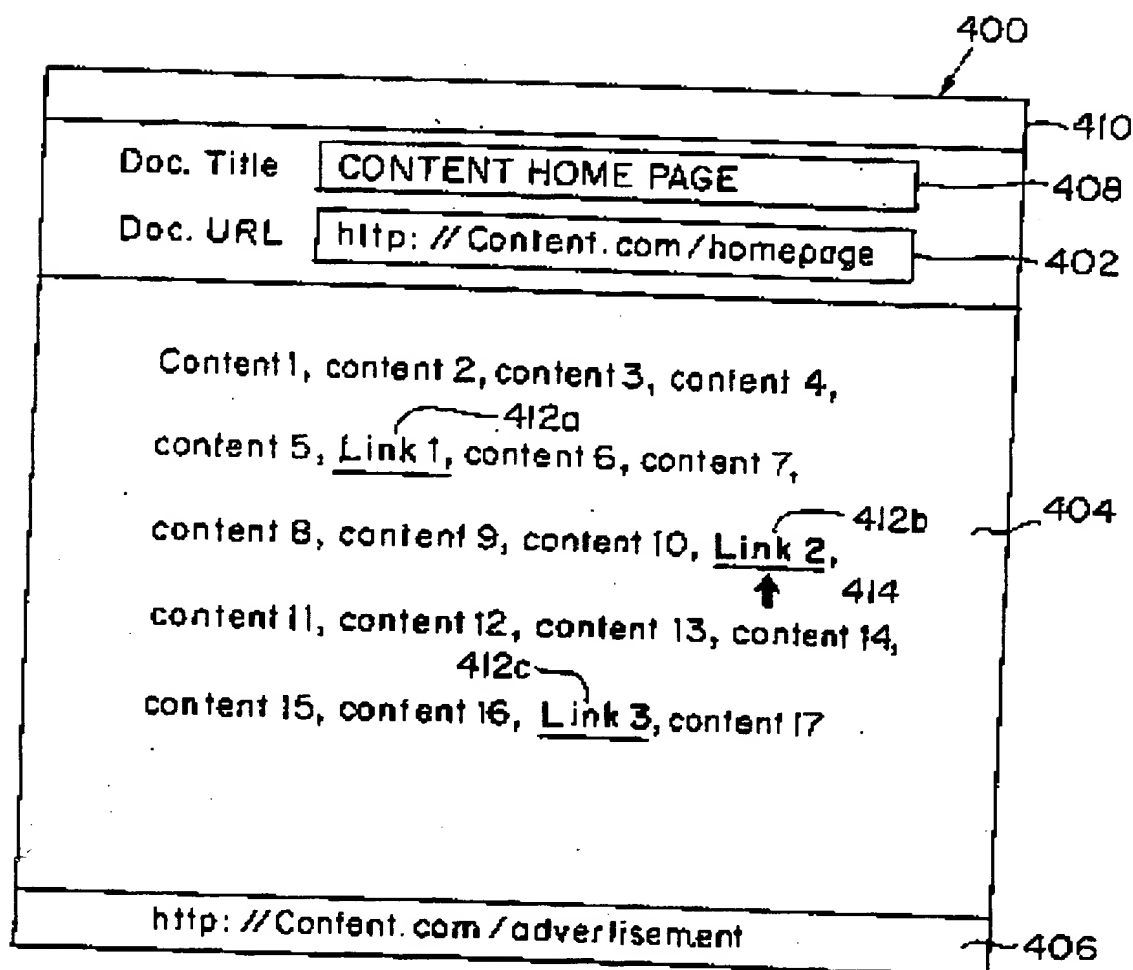 400
410
Doc. Title CONTENT HOME PAGE 408
Doc. URL http: //Content.com/homepage 402
Content 1, content 2, content 3, content 4,
412a
content 5, Link 1, content 6, content 7,
412b
404
content 8, content 9, content 10, Link 2,
414
content 11, content 12, content 13, content 14,
412c
content 15, content 16, Link 3, content 17
http: //Content.com/advertisement 406